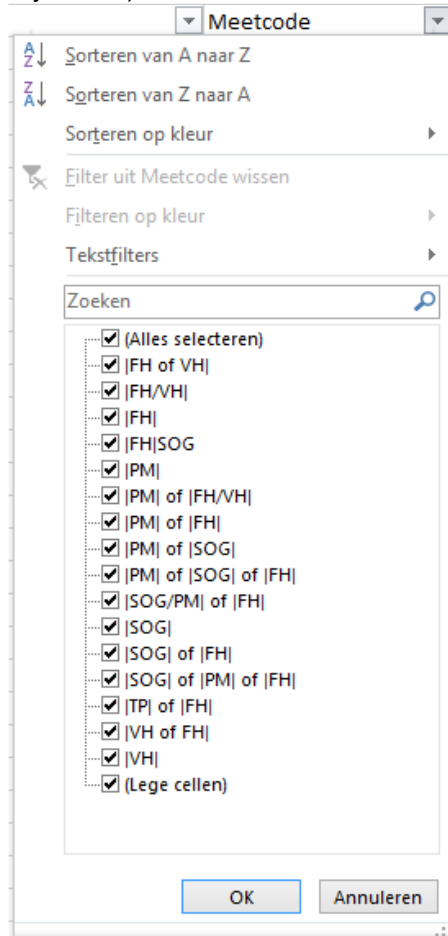 Meetcode
Sorteren van A naar Z
Sorteren van Z naar A
Sorteren op kleur
Filter uit Meetcode wissen
Filteren op kleur
Tekstfilters
Zoeken
(Alles selecteren)
|FH of VH|
|FH/VH|
|FH|
|FH|SOG
|PM|
|PM| of |FH/VH|
|PM| of |FH|
|PM| of |SOG|
|PM| of |SOG| of |FH|
|SOG/PM| of |FH|
|SOG|
|SOG| of |FH|
|SOG| of |PM| of |FH|
|TP| of |FH|
|VH of FH|
|VH|
(Lege cellen)
OK Annuleren